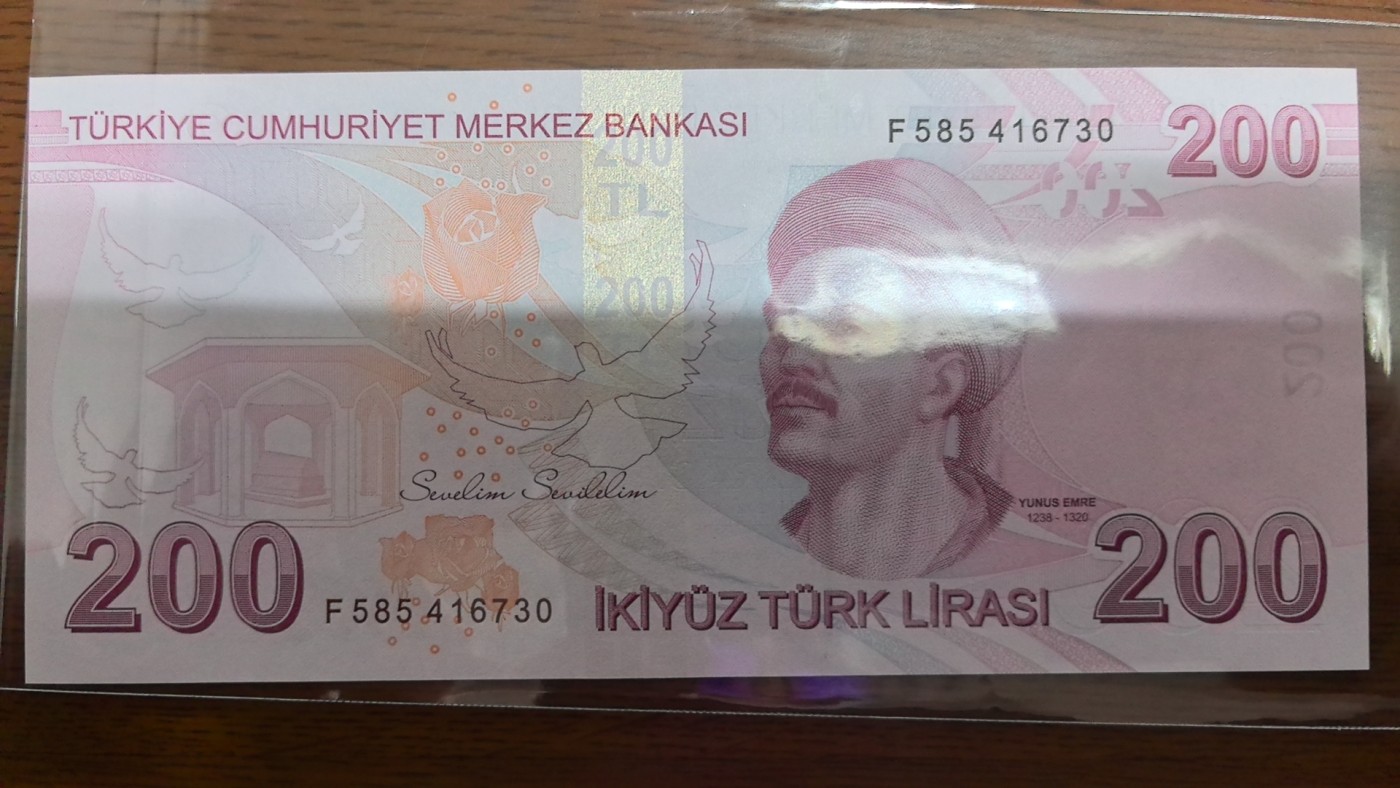 TÜRKİYE CUMHURİYET MERKEZ BANKASI
F585 416730
200
200
TL
200
200
Sevelim Sevilelim
YUNUS EMRE
1238 - 1320
200
F585 416730
İKİYÜZ TÜRK LİRASI
200